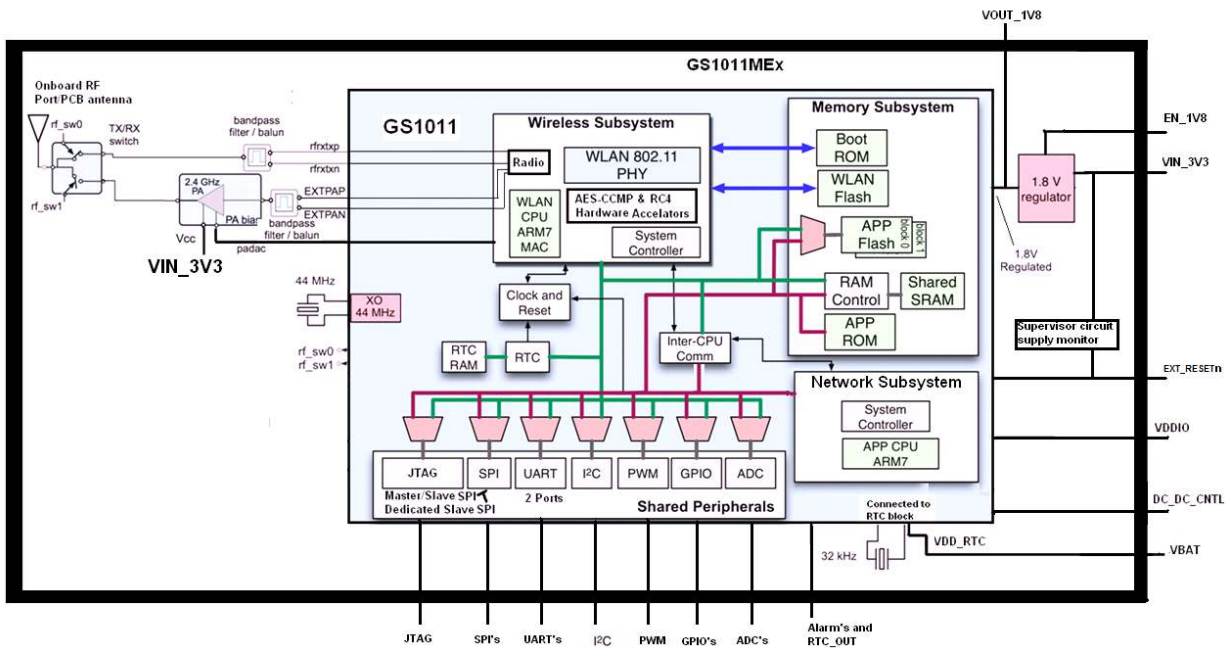 VOUT_1V8
GS1011MEx
Onboard RF
Port/PCB antenna
rf_sw0
TX/RX
switch
rf_sw1
bandpass
filter / balun
rfrxtxp
rfrxtxn
2.4 GHz
PA
PA bias
EXTPAP
EXTPAN
bandpass
filter / balun
Vcc
padac
VIN_3V3
44 MHz
XO
44 MHz
rf_sw0
rf_sw1
GS1011
Wireless Subsystem
Radio
WLAN 802.11
PHY
AES-CCMP & RC4
Hardware Accelators
WLAN
CPU
ARM7
MAC
System
Controller
Clock and
Reset
RTC
RAM
RTC
Inter-CPU
Comm
Memory Subsystem
Boot
ROM
WLAN
Flash
APP
Flash
block 0
block 1
RAM
Control
Shared
SRAM
APP
ROM
Network Subsystem
System
Controller
APP CPU
ARM7
JTAG
SPI
UART
I²C
PWM
GPIO
ADC
Master/Slave SPI
Dedicated Slave SPI
2 Ports
Shared Peripherals
EN_1V8
VIN_3V3
1.8 V
regulator
1.8V
Regulated
Supervisor circuit
supply monitor
EXT_RESETn
VDDIO
DC_DC_CNTL
Connected to
RTC block
VDD_RTC
VBAT
32 kHz
JTAG
SPI's
UART's
I²C
PWM
GPIO's
ADC's
Alarm's and
RTC_OUT